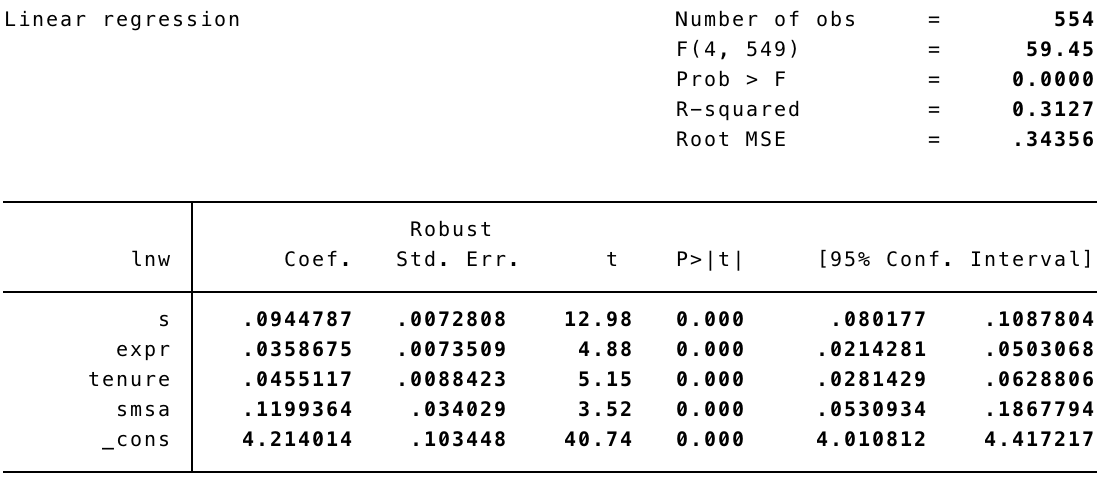 Linear regression Number of obs = 554
F(4, 549) = 59.45
Prob > F = 0.0000
R-squared = 0.3127
Root MSE = .34356
Robust
lnw Coef. Std. Err. t P>|t| [95% Conf. Interval]
s .0944787 .0072808 12.98 0.000 .080177 .1087804
expr .0358675 .0073509 4.88 0.000 .0214281 .0503068
tenure .0455117 .0088423 5.15 0.000 .0281429 .0628806
smsa .1199364 .034029 3.52 0.000 .0530934 .1867794
_cons 4.214014 .103448 40.74 0.000 4.010812 4.417217